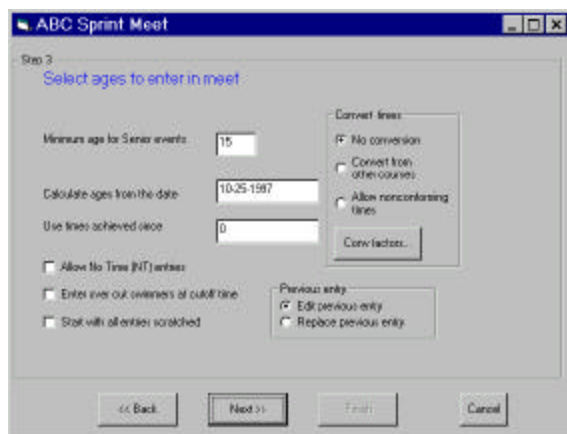 ABC Sprint Meet
Step 3
Select ages to enter in meet
Minimum age for Senior events
15
Calculate ages from the date
10-25-1997
Use times achieved since
0
Allow No Time (NT) entries
Enter over cut swimmers at cutoff time
Start with all entries scratched
Convert times
No conversion
Convert from
other courses
Allow nonconforming
times
Conv factors...
Previous entry
Edit previous entry
Replace previous entry
<< Back
Next >>
Finish
Cancel